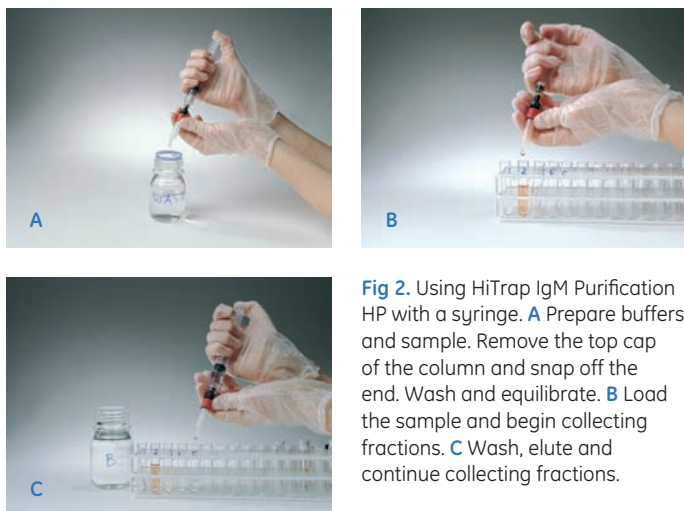 WASTE
A
B
Fig 2. Using HiTrap IgM Purification
HP with a syringe. A Prepare buffers
and sample. Remove the top cap
of the column and snap off the
end. Wash and equilibrate. B Load
the sample and begin collecting
fractions. C Wash, elute and
continue collecting fractions.
B
C